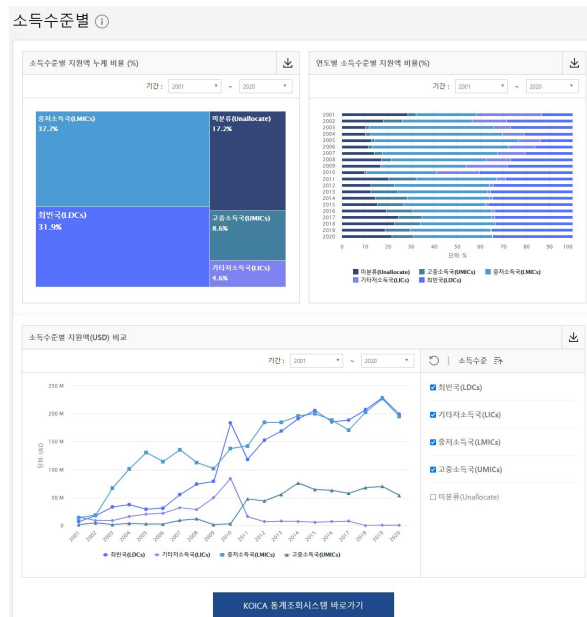 소득수준별 ⓘ
소득수준별 지원액 누계 비율 (%)
기간 : 2001 ~ 2020
중저소득국(LMICs)
37.7%
미분류(Unallocate)
17.2%
최빈국(LDCs)
31.9%
고중소득국(UMICs)
8.6%
기타저소득국(LICs)
4.6%
연도별 소득수준별 지원액 비율(%)
기간 : 2001 ~ 2020
2001
2002
2003
2004
2005
2006
2007
2008
2009
2010
2011
2012
2013
2014
2015
2016
2017
2018
2019
2020
0 10 20 30 40 50 60 70 80 90 100
단위: %
미분류(Unallocate) 고중소득국(UMICs) 중저소득국(LMICs)
기타저소득국(LICs) 최빈국(LDCs)
소득수준별 지원액(USD) 비교
기간 : 2001 ~ 2020
소득수준
250 M
200 M
150 M
100 M
50 M
0
단위: USD
2001 2002 2003 2004 2005 2006 2007 2008 2009 2010 2011 2012 2013 2014 2015 2016 2017 2018 2019 2020
최빈국(LDCs) 기타저소득국(LICs) 중저소득국(LMICs) 고중소득국(UMICs)
최빈국(LDCs)
기타저소득국(LICs)
중저소득국(LMICs)
고중소득국(UMICs)
미분류(Unallocate)
KOICA 통계조회시스템 바로가기